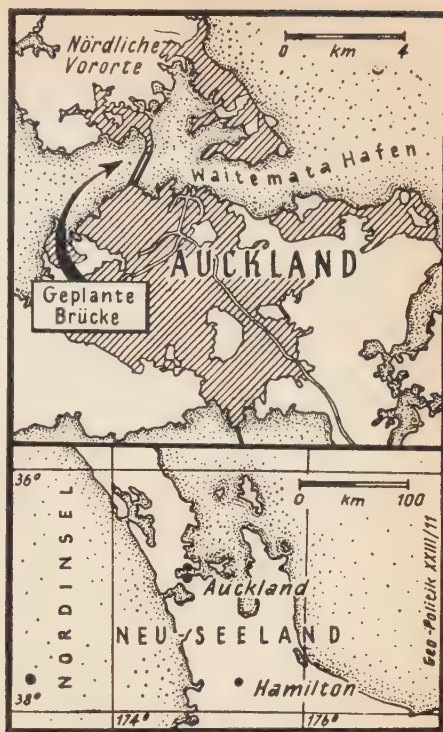 Nördliche
Vororte
0 km 4
Waitemata Hafen
AUCKLAND
Geplante
Brücke
36°
0 km 100
NORDINSEL
Auckland
NEU-SEELAND
Hamilton
38°
174°
176°
Geo-Politik XXIII/11